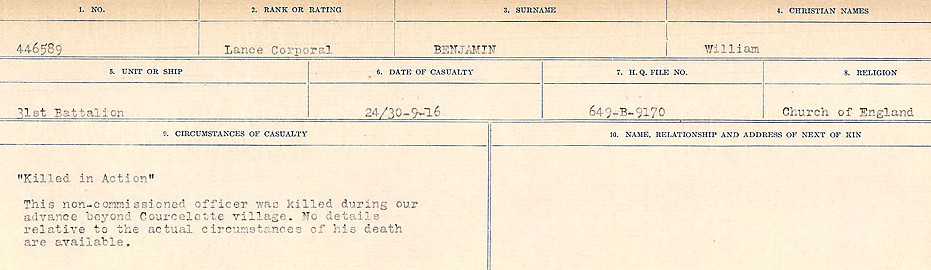 1. NO.
2. RANK OR RATING
3. SURNAME
4. CHRISTIAN NAMES
446589
Lance Corporal
BENJAMIN
William
5. UNIT OR SHIP
6. DATE OF CASUALTY
7. H.Q. FILE NO.
8. RELIGION
31st Battalion
24/30-9-16
649-B-9170
Church of England
9. CIRCUMSTANCES OF CASUALTY
10. NAME, RELATIONSHIP AND ADDRESS OF NEXT OF KIN
"Killed in Action"
This non-commissioned officer was killed during our
advance beyond Courcelette village. No details
relative to the actual circumstances of his death
are available.